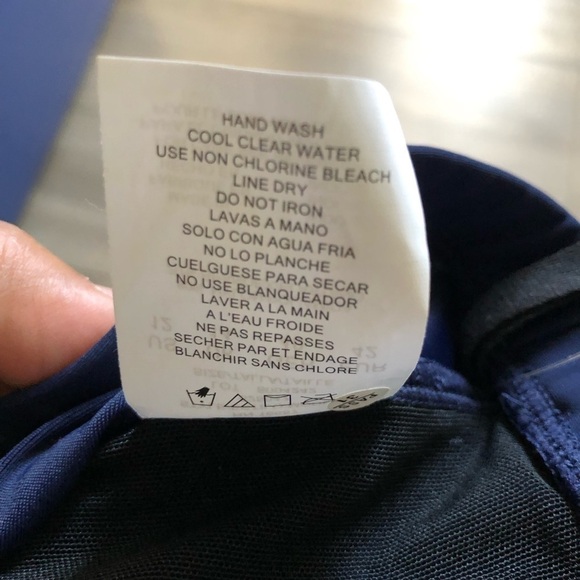 HAND WASH
COOL CLEAR WATER
USE NON CHLORINE BLEACH
LINE DRY
DO NOT IRON
LAVAS A MANO
SOLO CON AGUA FRIA
NO LO PLANCHE
CUELGUESE PARA SECAR
NO USE BLANQUEADOR
LAVER A LA MAIN
A L'EAU FROIDE
NE PAS REPASSES
SECHER PAR ET ENDAGE
BLANCHIR SANS CHLORE